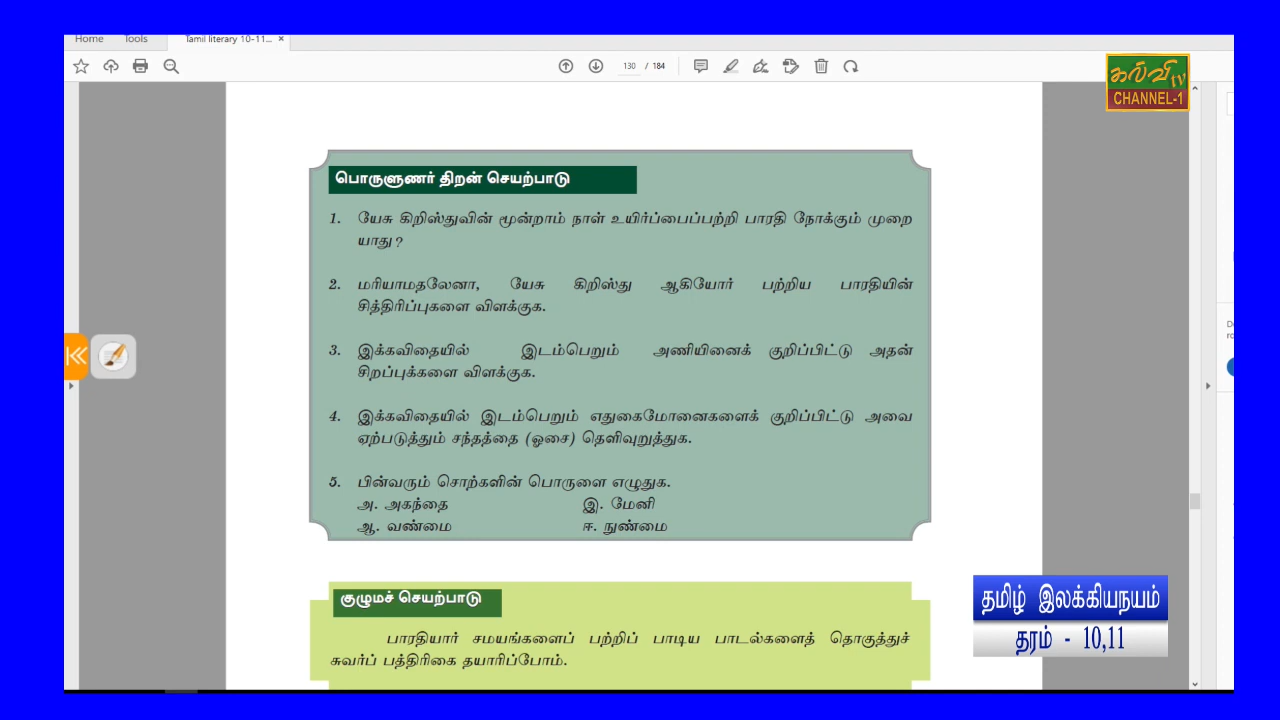 Home Tools Tamil literary 10-11... ×
130 / 184
கல்வி TV
CHANNEL-1
பொருளுணர் திறன் செயற்பாடு
1. யேசு கிறிஸ்துவின் மூன்றாம் நாள் உயிர்ப்பைப்பற்றி பாரதி நோக்கும் முறை
யாது?
2. மரியாமதலேனா, யேசு கிறிஸ்து ஆகியோர் பற்றிய பாரதியின்
சித்திரிப்புகளை விளக்குக.
3. இக்கவிதையில் இடம்பெறும் அணியினைக் குறிப்பிட்டு அதன்
சிறப்புக்களை விளக்குக.
4. இக்கவிதையில் இடம்பெறும் எதுகைமோனைகளைக் குறிப்பிட்டு அவை
ஏற்படுத்தும் சந்தத்தை (ஓசை) தெளிவுறுத்துக.
5. பின்வரும் சொற்களின் பொருளை எழுதுக.
அ. அகந்தை இ. மேனி
ஆ. வண்மை ஈ. நுண்மை
குழுமச் செயற்பாடு
பாரதியார் சமயங்களைப் பற்றிப் பாடிய பாடல்களைத் தொகுத்துச்
சுவர்ப் பத்திரிகை தயாரிப்போம்.
தமிழ் இலக்கியநயம்
தரம் - 10,11